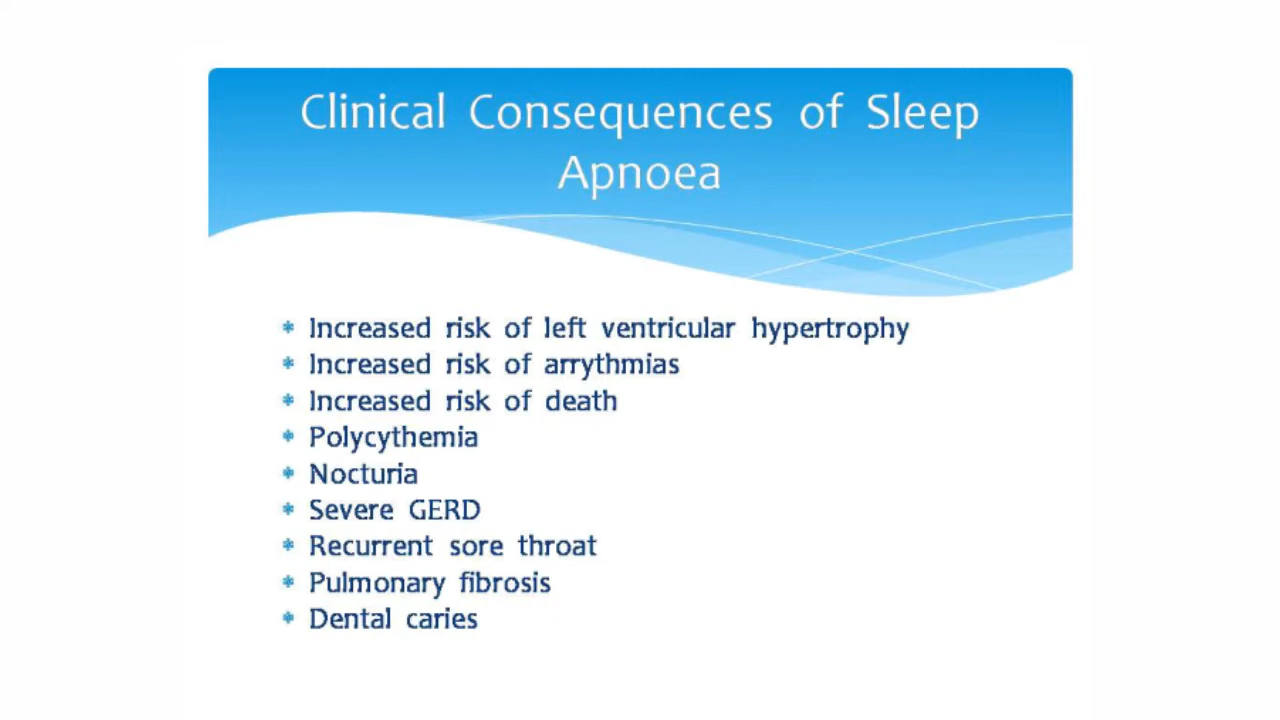 Clinical Consequences of Sleep
Apnoea
* Increased risk of left ventricular hypertrophy
* Increased risk of arrythmias
* Increased risk of death
* Polycythemia
* Nocturia
* Severe GERD
* Recurrent sore throat
* Pulmonary fibrosis
* Dental caries